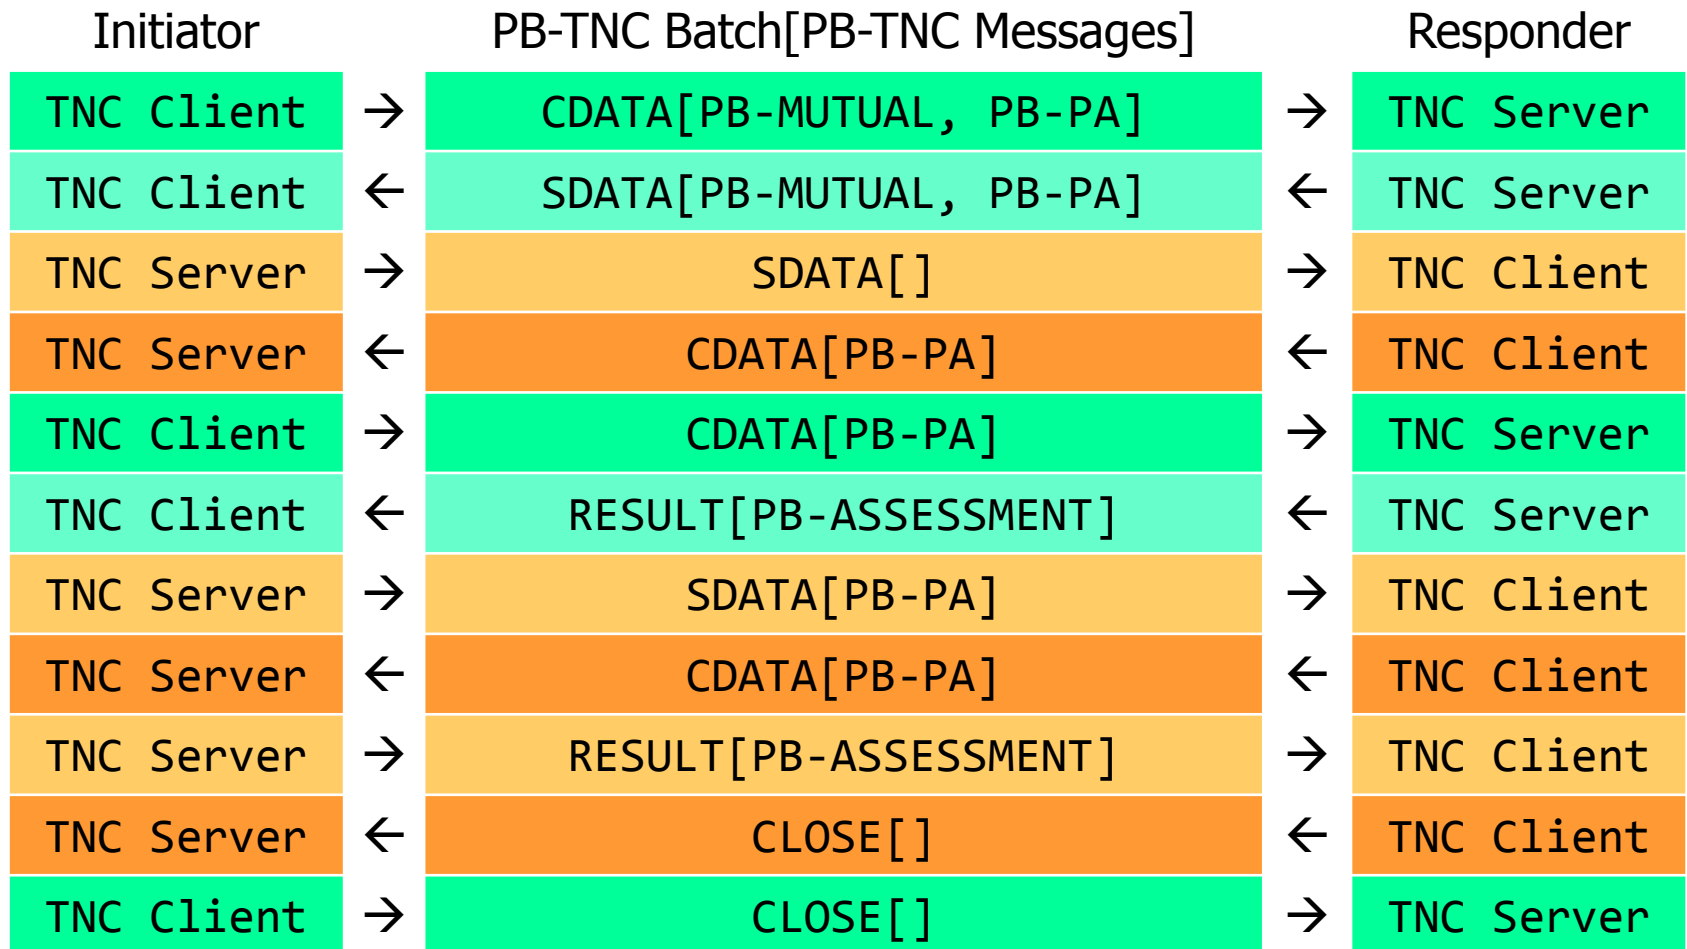 Initiator PB-TNC Batch[PB-TNC Messages] Responder
TNC Client → CDATA[PB-MUTUAL, PB-PA] → TNC Server
TNC Client ← SDATA[PB-MUTUAL, PB-PA] ← TNC Server
TNC Server → SDATA[] → TNC Client
TNC Server ← CDATA[PB-PA] ← TNC Client
TNC Client → CDATA[PB-PA] → TNC Server
TNC Client ← RESULT[PB-ASSESSMENT] ← TNC Server
TNC Server → SDATA[PB-PA] → TNC Client
TNC Server ← CDATA[PB-PA] ← TNC Client
TNC Server → RESULT[PB-ASSESSMENT] → TNC Client
TNC Server ← CLOSE[] ← TNC Client
TNC Client → CLOSE[] → TNC Server